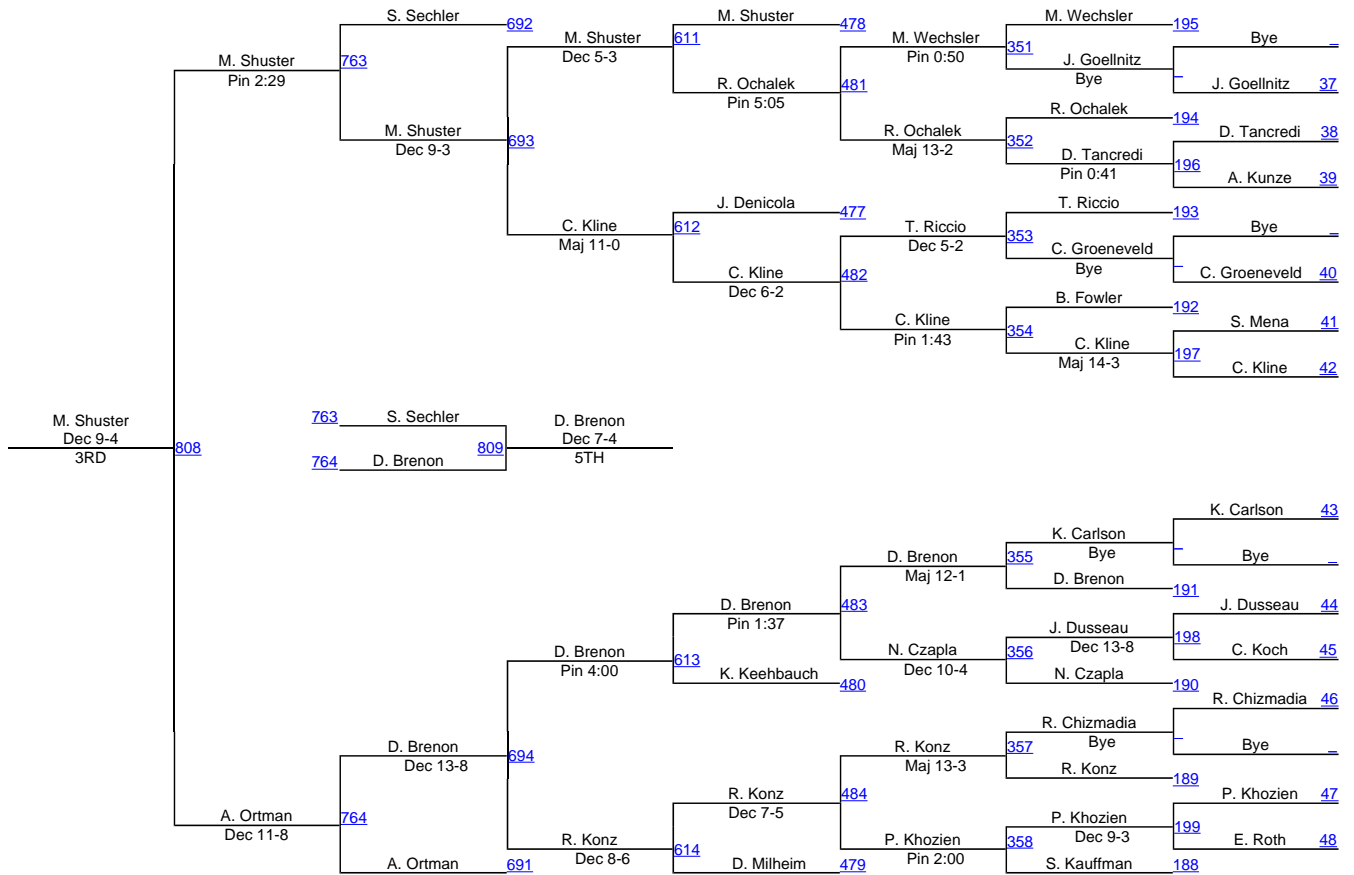 S. Sechler 692 M. Shuster 478 M. Wechsler 195
M. Shuster 611 M. Wechsler Bye _
Dec 5-3 Pin 0:50 351
M. Shuster 763 J. Goellnitz
Pin 2:29 Bye _
R. Ochalek 481 J. Goellnitz 37
Pin 5:05
R. Ochalek 194
M. Shuster 693 R. Ochalek 352 D. Tancredi 38
Dec 9-3 Maj 13-2
D. Tancredi 196
Pin 0:41 A. Kunze 39
J. Denicola 477 T. Riccio 193
C. Kline 612 T. Riccio 353 Bye _
Maj 11-0 Dec 5-2
C. Groeneveld
Bye _
C. Kline 482 C. Groeneveld 40
Dec 6-2
B. Fowler 192
C. Kline 354 S. Mena 41
Pin 1:43
C. Kline 197
Maj 14-3 C. Kline 42
M. Shuster 763 S. Sechler D. Brenon
Dec 9-4 808 809 Dec 7-4
3RD 764 D. Brenon 5TH
K. Carlson 43
K. Carlson
Bye _
D. Brenon 355 Bye _
Maj 12-1
D. Brenon 191
D. Brenon 483 J. Dusseau 44
Pin 1:37
J. Dusseau 198
Dec 13-8
D. Brenon 613 N. Czapla 356 C. Koch 45
Pin 4:00 Dec 10-4
K. Keehbauch 480 N. Czapla 190
R. Chizmadia 46
R. Chizmadia
Bye _
D. Brenon 694 R. Konz 357 Bye _
Dec 13-8 Maj 13-3
R. Konz 189
R. Konz 484 P. Khozien 47
Dec 7-5
A. Ortman 764 P. Khozien 199
Dec 11-8 Dec 9-3
R. Konz 614 P. Khozien 358 E. Roth 48
Dec 8-6 Pin 2:00
A. Ortman 691 D. Milheim 479 S. Kauffman 188